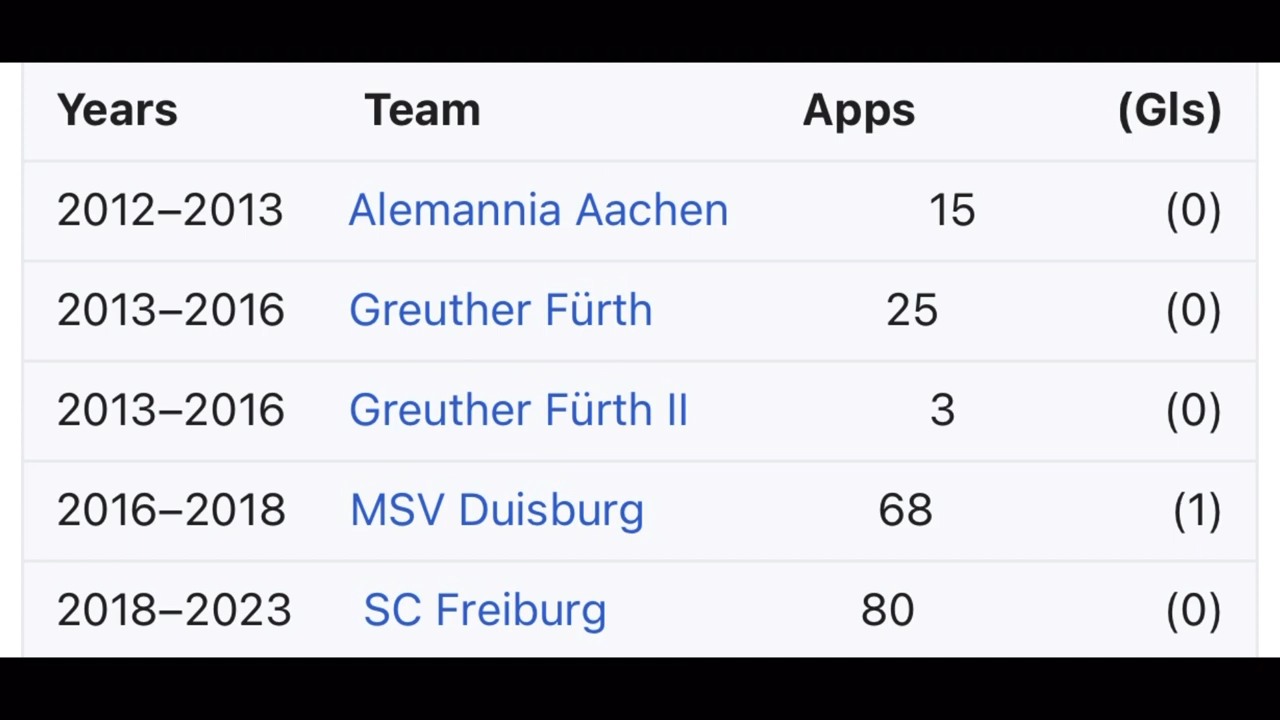 Years Team Apps (Gls)
2012–2013 Alemannia Aachen 15 (0)
2013–2016 Greuther Fürth 25 (0)
2013–2016 Greuther Fürth II 3 (0)
2016–2018 MSV Duisburg 68 (1)
2018–2023 SC Freiburg 80 (0)